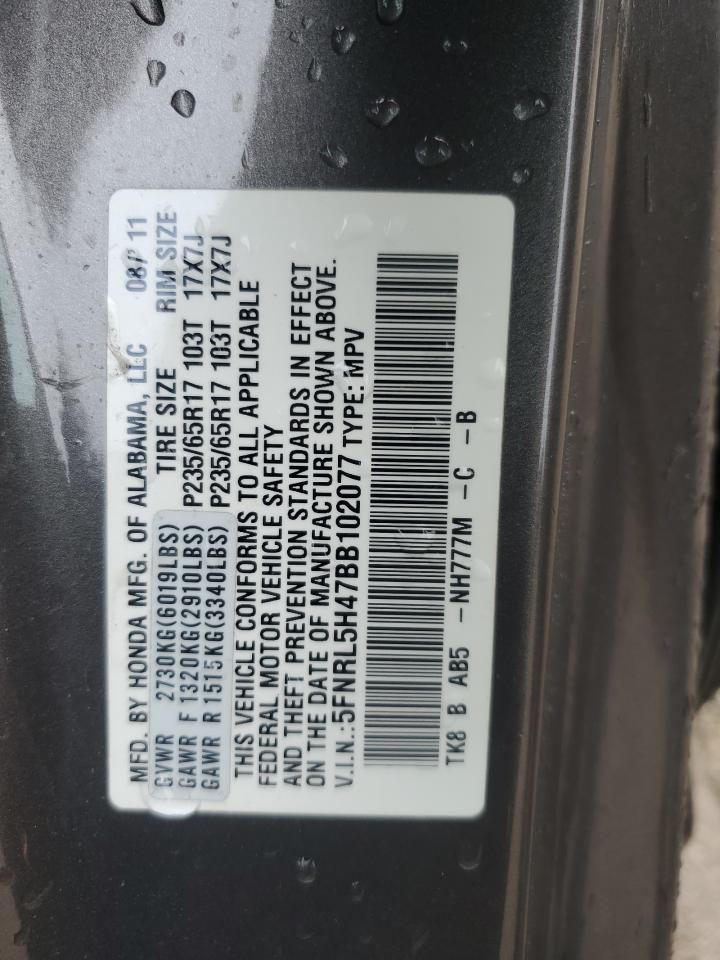 MFD. BY HONDA MFG. OF ALABAMA, LLC 08/ 11
GVWR 2730KG(6019LBS) TIRE SIZE RIM SIZE
GAWR F 1320KG(2910LBS) P235/65R17 103T 17X7J
GAWR R 1515KG(3340LBS) P235/65R17 103T 17X7J
THIS VEHICLE CONFORMS TO ALL APPLICABLE
FEDERAL MOTOR VEHICLE SAFETY
AND THEFT PREVENTION STANDARDS IN EFFECT
ON THE DATE OF MANUFACTURE SHOWN ABOVE.
V.I.N.:5FNRL5H47BB102077 TYPE: MPV
TK8 B AB5 -NH777M -C -B